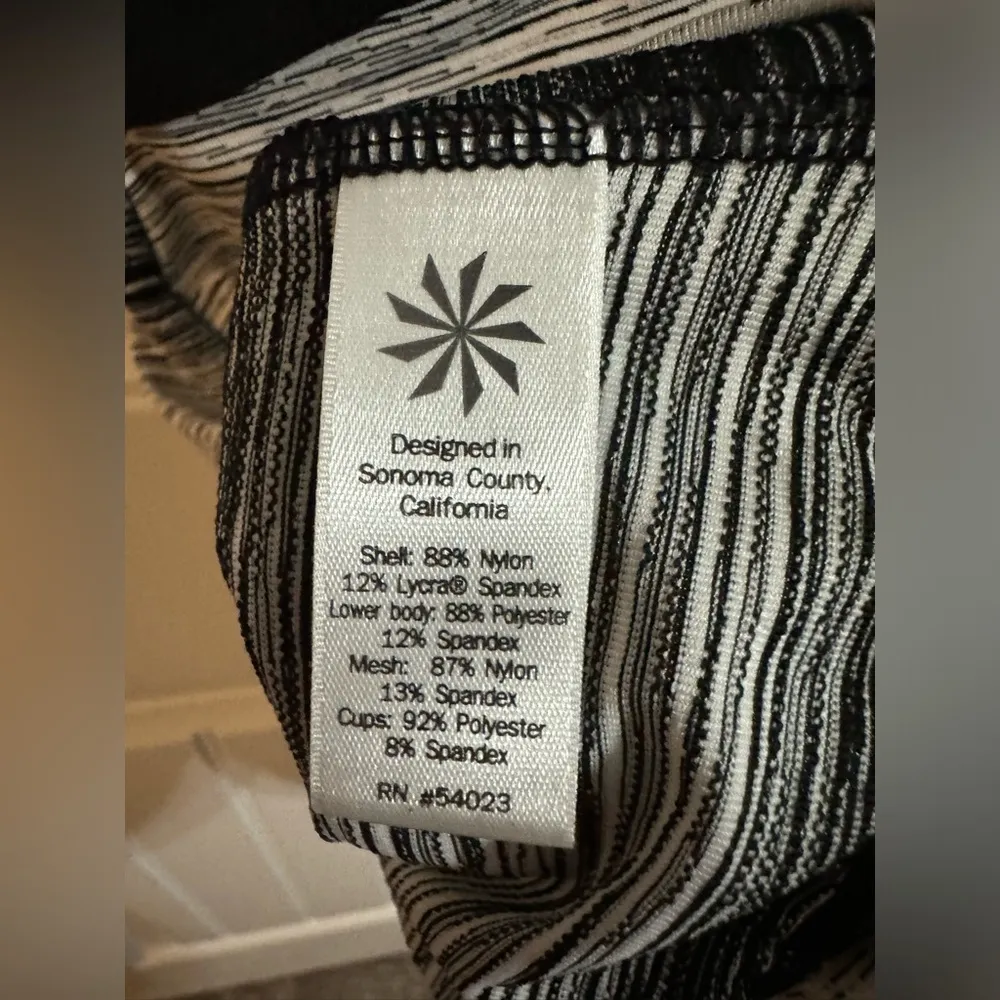 Designed in
Sonoma County,
California
Shell: 88% Nylon
12% Lycra® Spandex
Lower body: 88% Polyester
12% Spandex
Mesh: 87% Nylon
13% Spandex
Cups: 92% Polyester
8% Spandex
RN #54023